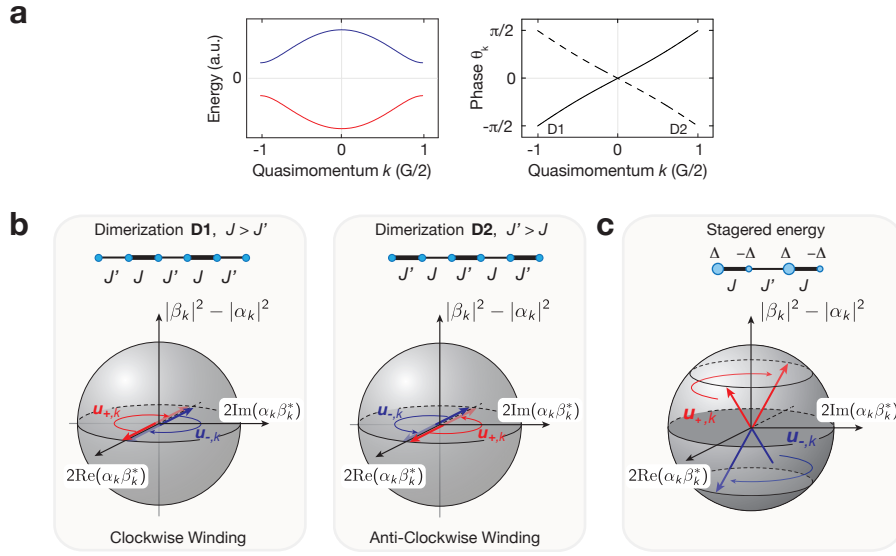 a
Energy (a.u.)
0
-1
0
1
Quasimomentum k (G/2)
Phase θk
π/2
0
-π/2
D1
D2
-1
0
1
Quasimomentum k (G/2)
b
Dimerization D1, J > J'
J' J J' J J'
|βk|² − |αk|²
u+,k
2Im(αkβk*)
u-,k
2Re(αkβk*)
Clockwise Winding
Dimerization D2, J' > J
J' J J' J J'
|βk|² − |αk|²
u-,k
2Im(αkβk*)
u+,k
2Re(αkβk*)
Anti-Clockwise Winding
c
Stagered energy
Δ -Δ Δ -Δ
J J' J
|βk|² − |αk|²
u+,k
2Im(αkβk*)
u-,k
2Re(αkβk*)